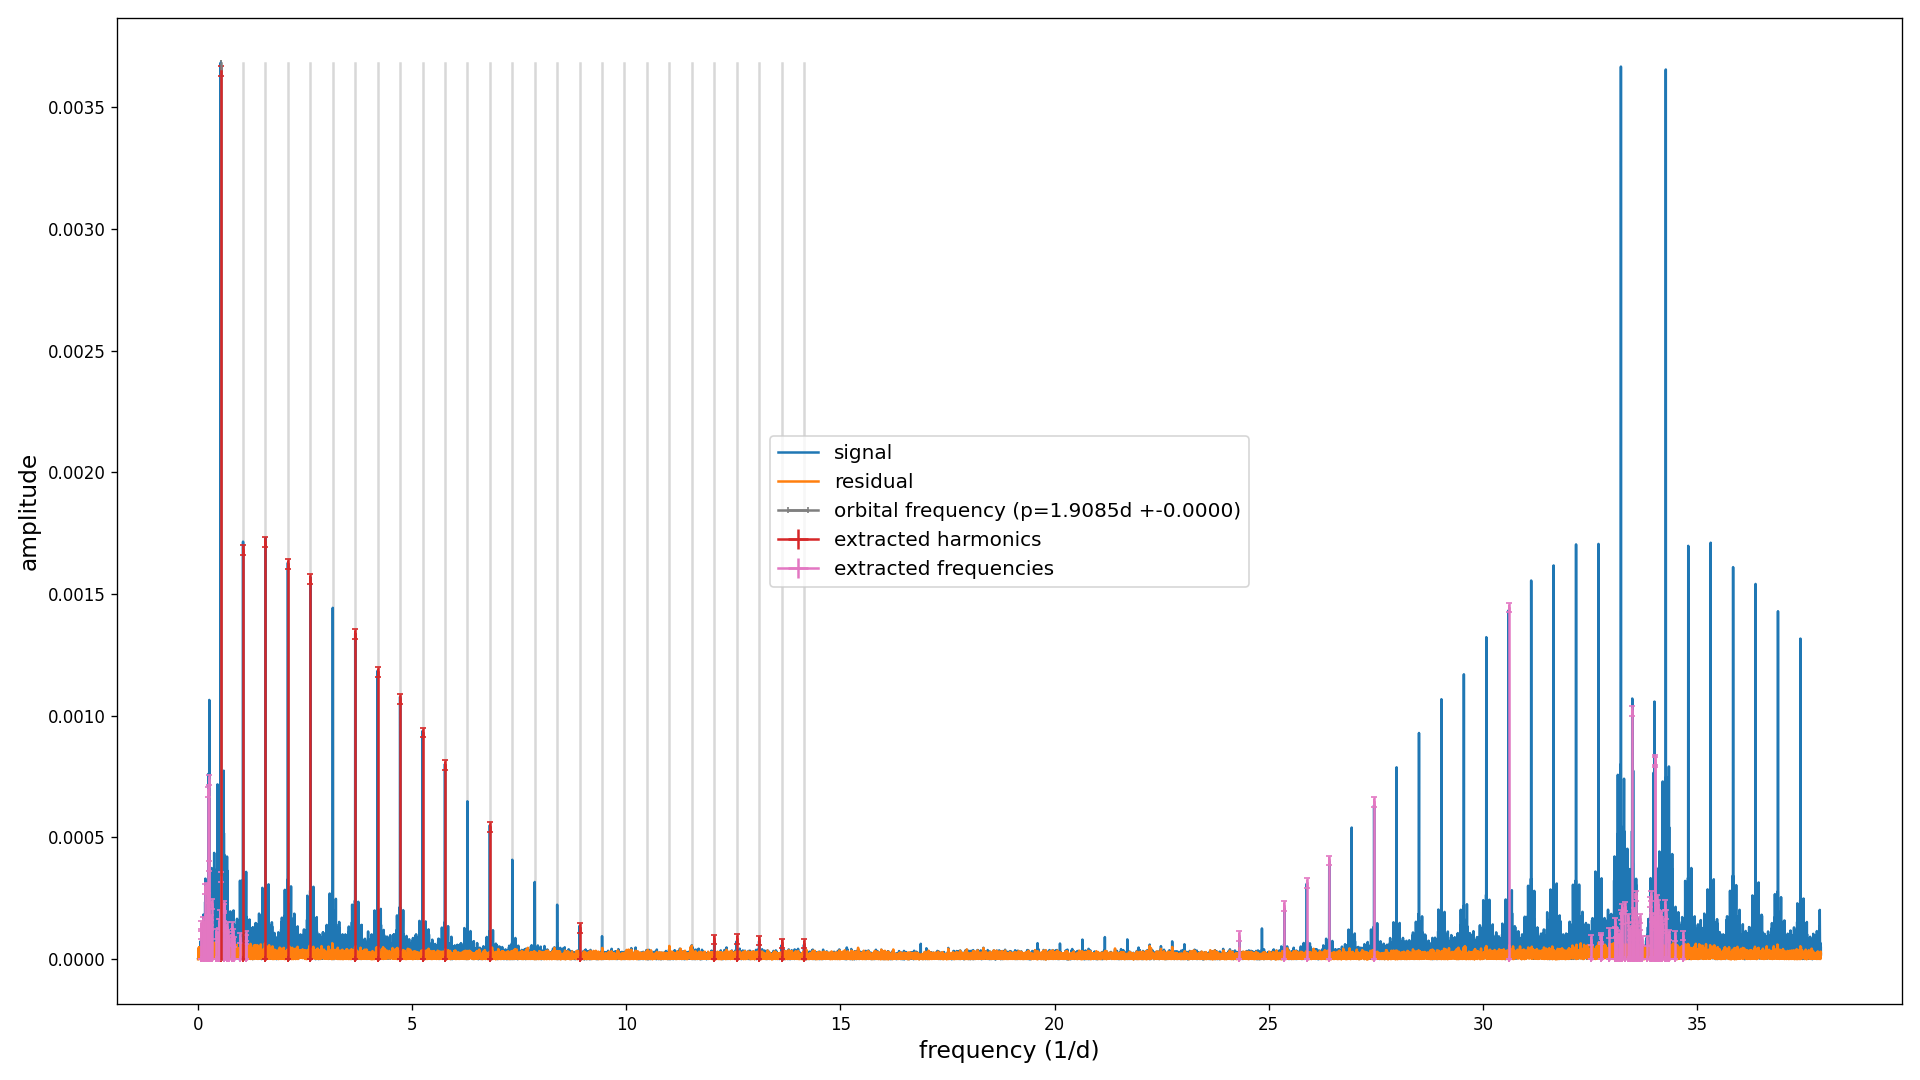 0.0035
0.0030
0.0025
0.0020
0.0015
0.0010
0.0005
0.0000
amplitude
signal
residual
orbital frequency (p=1.9085d +-0.0000)
extracted harmonics
extracted frequencies
0 5 10 15 20 25 30 35
frequency (1/d)